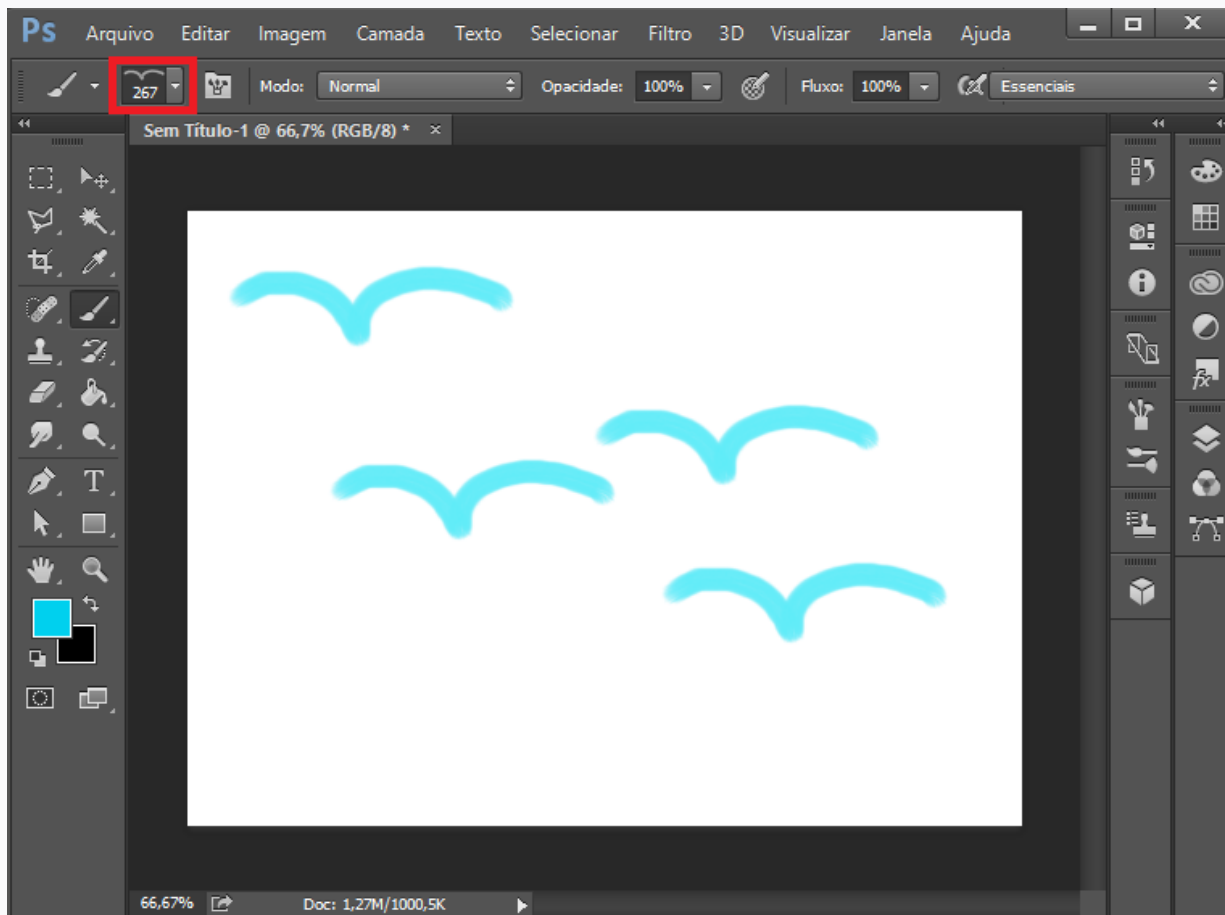 Ps Arquivo Editar Imagem Camada Texto Selecionar Filtro 3D Visualizar Janela Ajuda
267 Modo: Normal Opacidade: 100% Fluxo: 100% Essenciais
Sem Título-1 @ 66,7% (RGB/8) * ×
T
fx
66,67% Doc: 1,27M/1000,5K